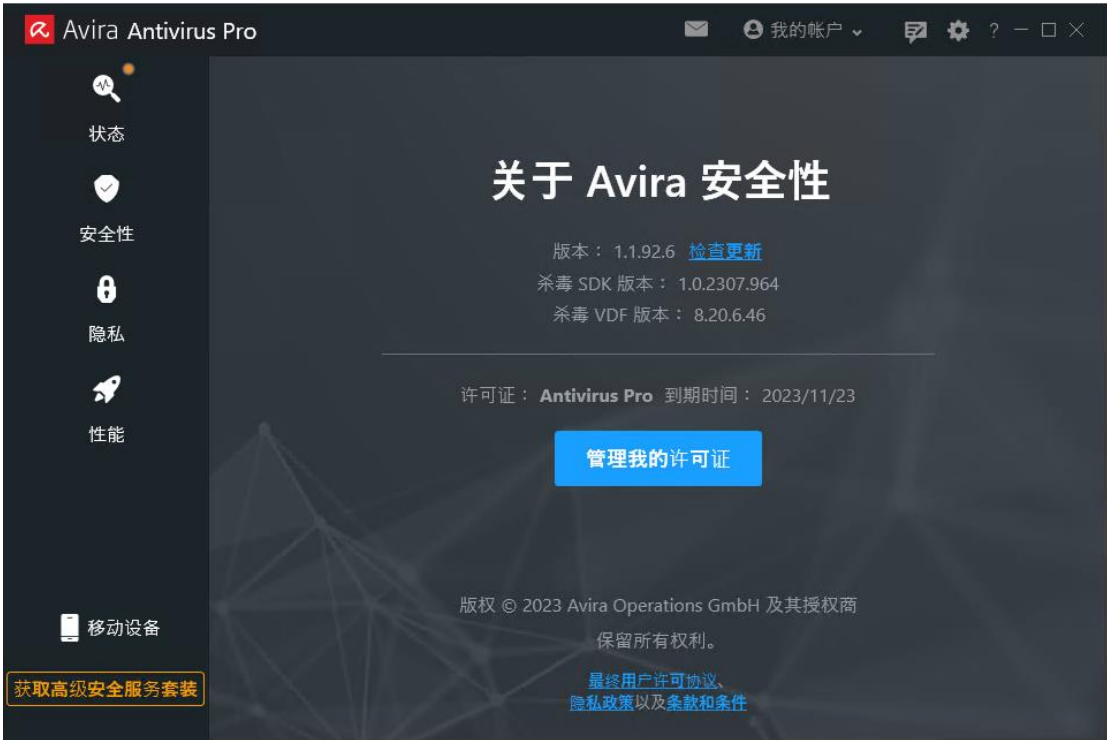 Avira Antivirus Pro
我的帐户
?
状态
安全性
隐私
性能
移动设备
获取高级安全服务套装
关于 Avira 安全性
版本： 1.1.92.6 检查更新
杀毒 SDK 版本： 1.0.2307.964
杀毒 VDF 版本： 8.20.6.46
许可证： Antivirus Pro 到期时间： 2023/11/23
管理我的许可证
版权 © 2023 Avira Operations GmbH 及其授权商
保留所有权利。
最终用户许可协议、
隐私政策以及条款和条件